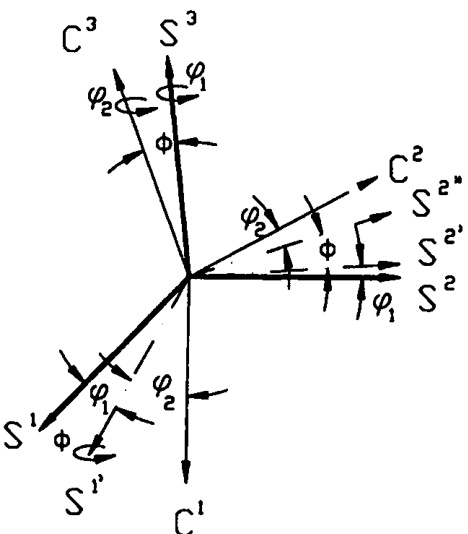 C³ S³
φ₂ φ₁
Φ
C²
φ₂ S²"
Φ S²'
S²
φ₁
φ₁ φ₂
S¹ Φ
S¹'
C¹